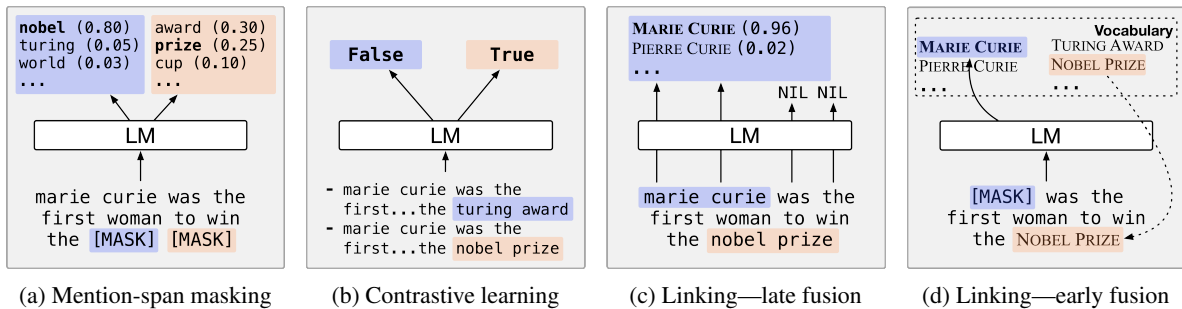 nobel (0.80)
turing (0.05)
world (0.03)
...
award (0.30)
prize (0.25)
cup (0.10)
...
LM
marie curie was the
first woman to win
the [MASK] [MASK]
(a) Mention-span masking
False
True
LM
- marie curie was the
first...the turing award
- marie curie was the
first...the nobel prize
(b) Contrastive learning
MARIE CURIE (0.96)
PIERRE CURIE (0.02)
...
NIL NIL
LM
marie curie was the
first woman to win
the nobel prize
(c) Linking—late fusion
Vocabulary
MARIE CURIE
PIERRE CURIE
...
TURING AWARD
NOBEL PRIZE
...
LM
[MASK] was the
first woman to win
the NOBEL PRIZE
(d) Linking—early fusion